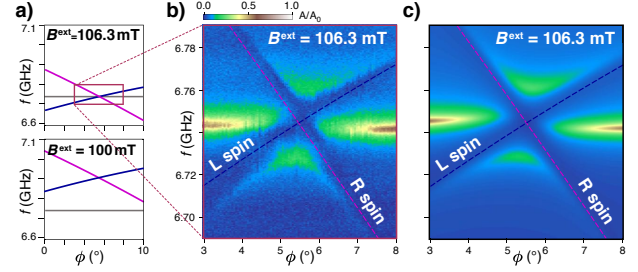 a)
7.1
f (GHz)
6.6
B^ext=106.3 mT
7.1
f (GHz)
6.6
B^ext = 100 mT
0 10
ϕ (°)
b)
0.0 0.5 1.0 A/A₀
B^ext = 106.3 mT
6.78
6.76
6.74
6.72
6.70
f (GHz)
L spin
R spin
3 4 5 6 7 8
ϕ (°)
c)
B^ext = 106.3 mT
L spin
R spin
3 4 5 6 7 8
ϕ (°)